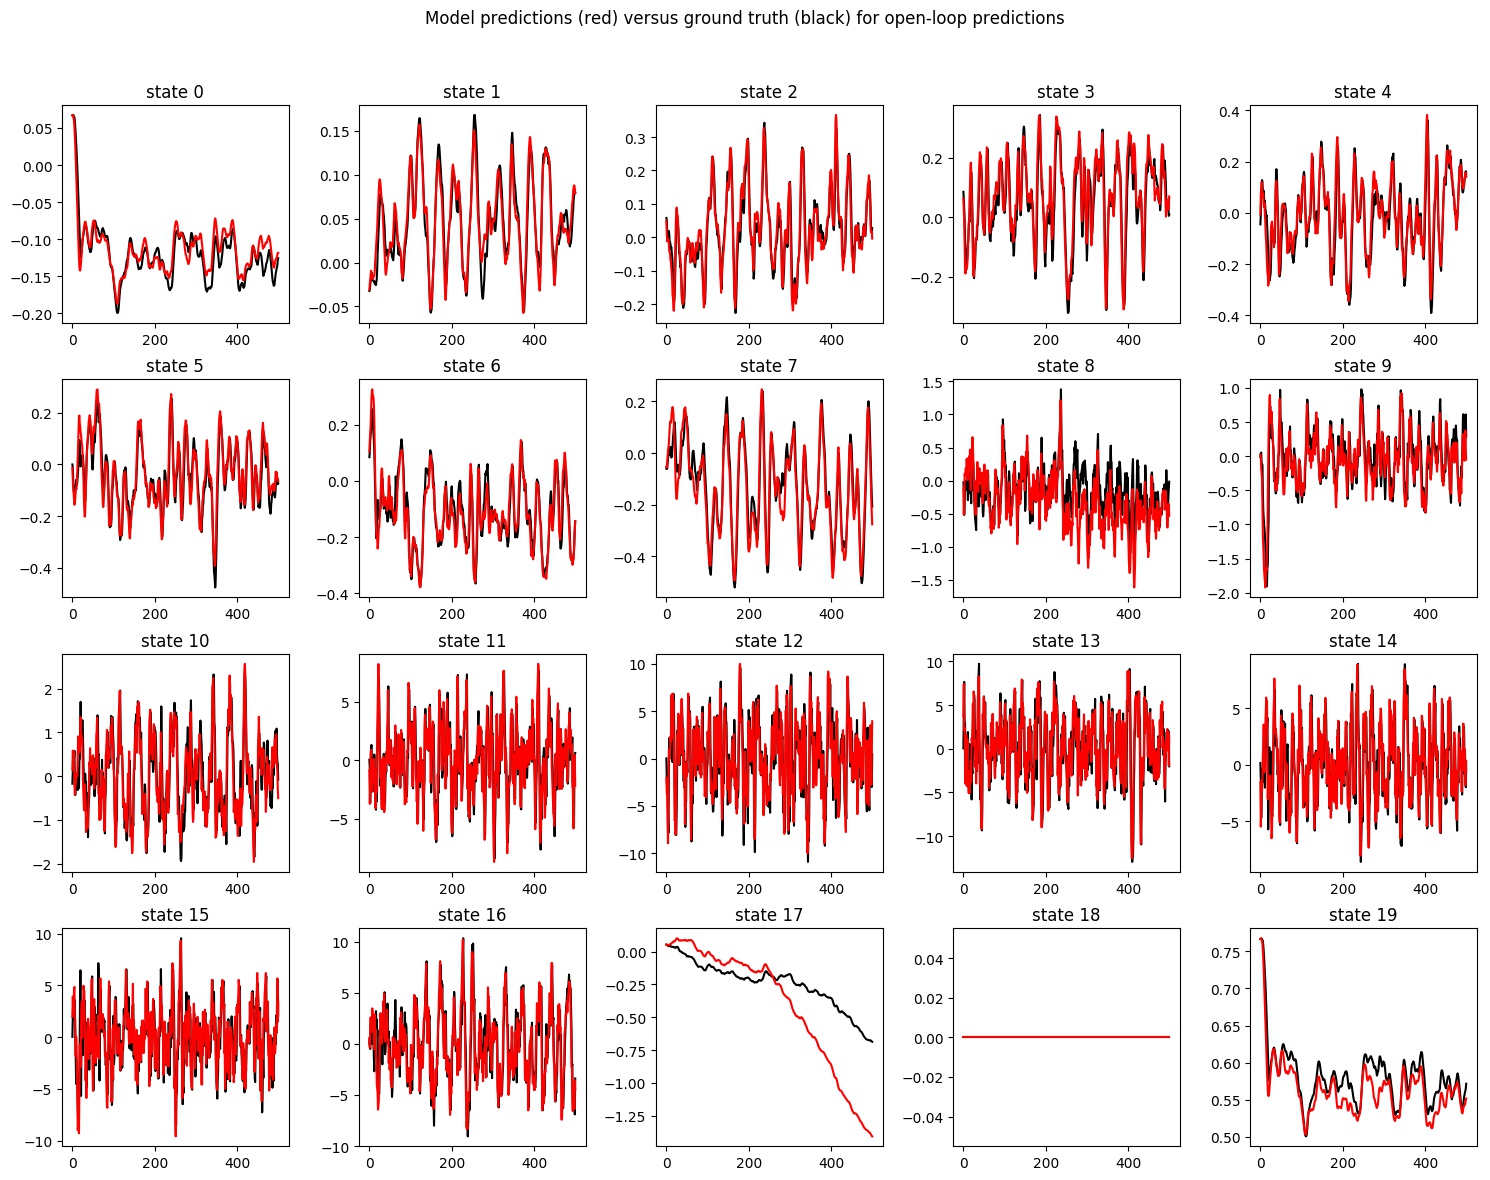 Model predictions (red) versus ground truth (black) for open-loop predictions
state 0 state 1 state 2 state 3 state 4
0.05 0.00 −0.05 −0.10 −0.15 −0.20
0 200 400
0.15 0.10 0.05 0.00 −0.05
0 200 400
0.3 0.2 0.1 0.0 −0.1 −0.2
0 200 400
0.2 0.0 −0.2
0 200 400
0.4 0.2 0.0 −0.2 −0.4
0 200 400
state 5 state 6 state 7 state 8 state 9
0.2 0.0 −0.2 −0.4
0 200 400
0.2 0.0 −0.2 −0.4
0 200 400
0.2 0.0 −0.2 −0.4
0 200 400
1.5 1.0 0.5 0.0 −0.5 −1.0 −1.5
0 200 400
1.0 0.5 0.0 −0.5 −1.0 −1.5 −2.0
0 200 400
state 10 state 11 state 12 state 13 state 14
2 1 0 −1 −2
0 200 400
5 0 −5
0 200 400
10 5 0 −5 −10
0 200 400
10 5 0 −5 −10
0 200 400
5 0 −5
0 200 400
state 15 state 16 state 17 state 18 state 19
10 5 0 −5 −10
0 200 400
10 5 0 −5 −10
0 200 400
0.00 −0.25 −0.50 −0.75 −1.00 −1.25
0 200 400
0.04 0.02 0.00 −0.02 −0.04
0 200 400
0.75 0.70 0.65 0.60 0.55 0.50
0 200 400